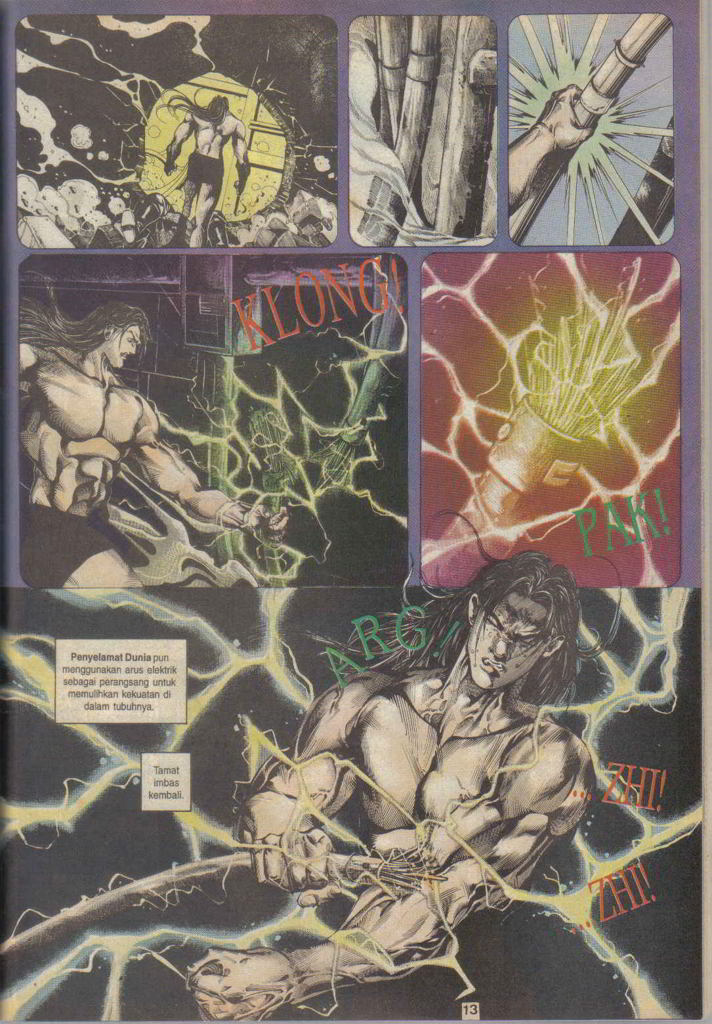 KLONG!
PAK!
ARG!
Penyelamat Dunia pun
menggunakan arus elektrik
sebagai perangsang untuk
memulihkan kekuatan di
dalam tubuhnya.
Tamat
imbas
kembali.
... ZHI!
... ZHI!
13